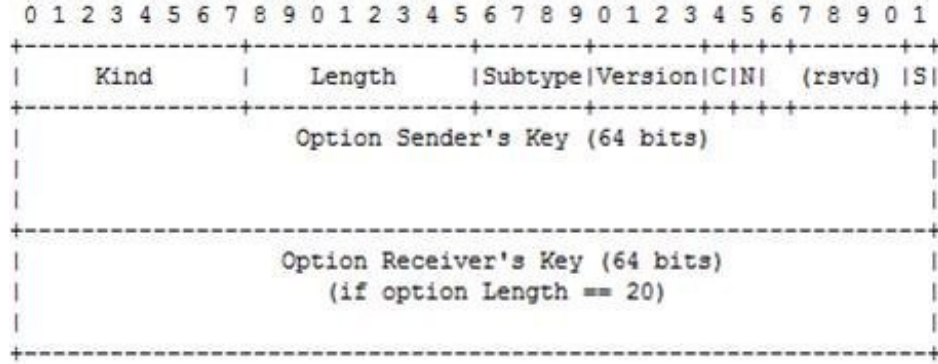 0 1 2 3 4 5 6 7 8 9 0 1 2 3 4 5 6 7 8 9 0 1 2 3 4 5 6 7 8 9 0 1
Kind Length |Subtype|Version|C|N| (rsvd) |S|
Option Sender's Key (64 bits)
Option Receiver's Key (64 bits)
(if option Length == 20)